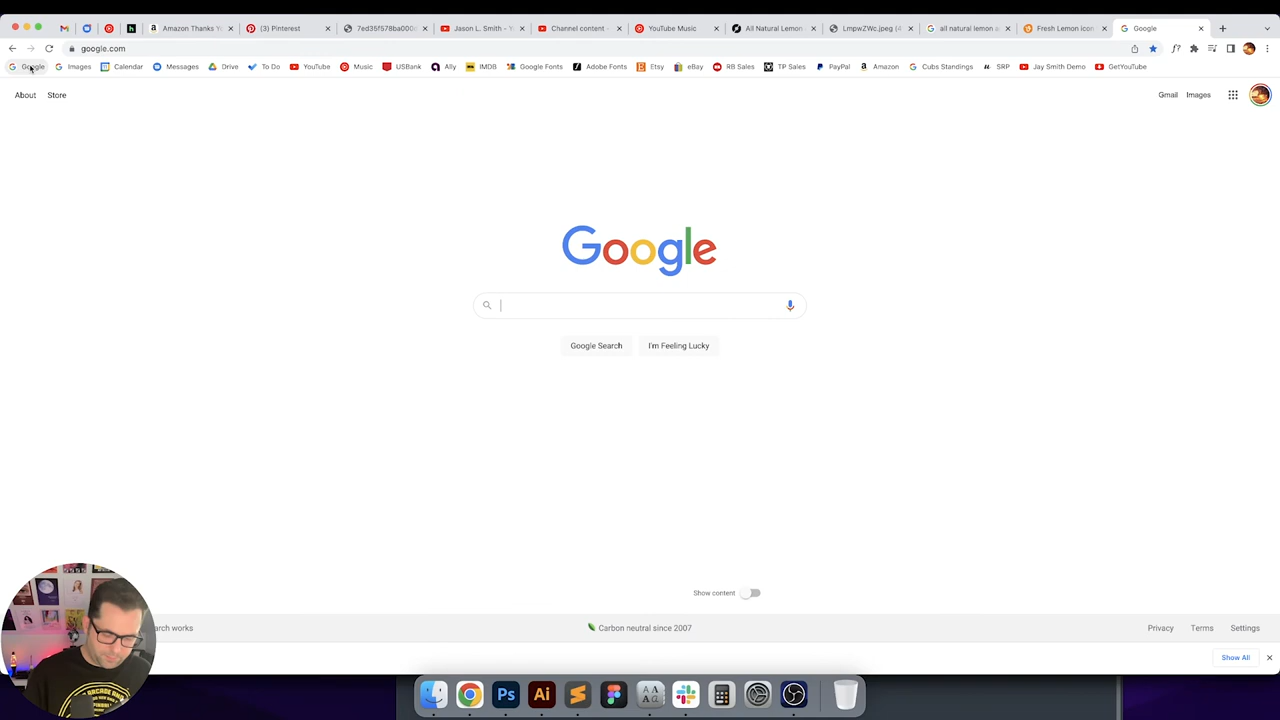 Amazon Thanks Y
(3) Pinterest
7ed35f578ba000
Jason L. Smith - Y
Channel content -
YouTube Music
All Natural Lemon
LmpwZWc.jpeg (4
all natural lemon a
Fresh Lemon Icon
Google
google.com
Google
Images
Calendar
Messages
Drive
To Do
YouTube
Music
USBank
Ally
IMDB
Google Fonts
Adobe Fonts
Etsy
eBay
RB Sales
TP Sales
PayPal
Amazon
Cubs Standings
SRP
Jay Smith Demo
GetYouTube
About
Store
Gmail
Images
Google
Google Search
I'm Feeling Lucky
Show content
arch works
Carbon neutral since 2007
Privacy
Terms
Settings
Show All
Ps
Ai